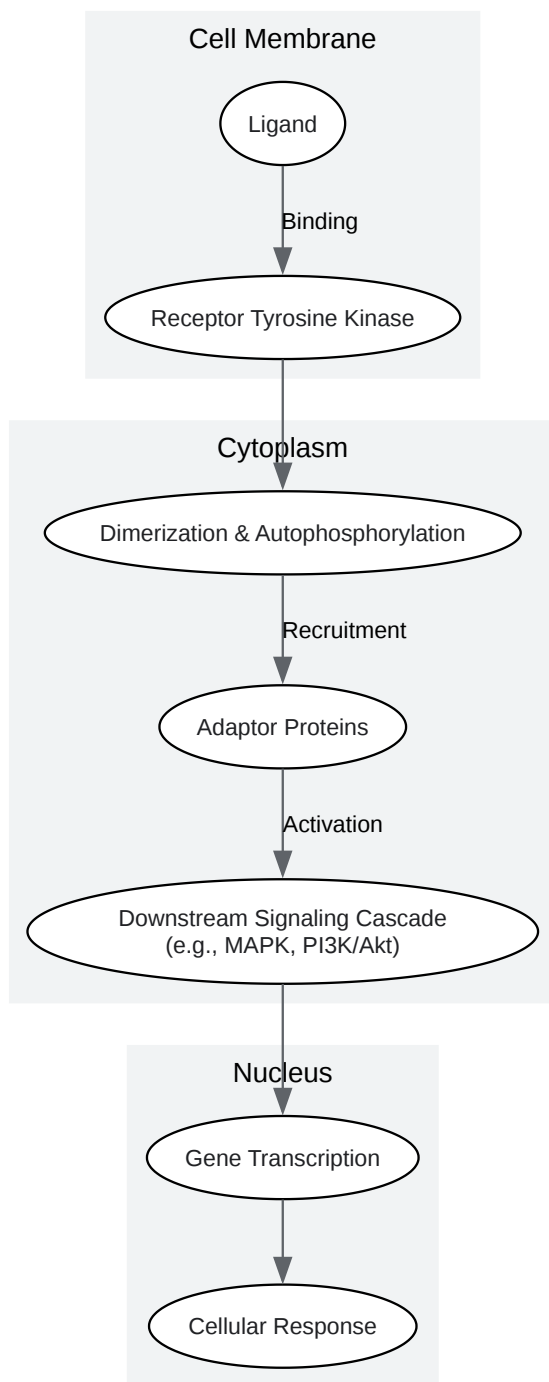 Cell Membrane
Ligand
Binding
Receptor Tyrosine Kinase
Cytoplasm
Dimerization & Autophosphorylation
Recruitment
Adaptor Proteins
Activation
Downstream Signaling Cascade
(e.g., MAPK, PI3K/Akt)
Nucleus
Gene Transcription
Cellular Response